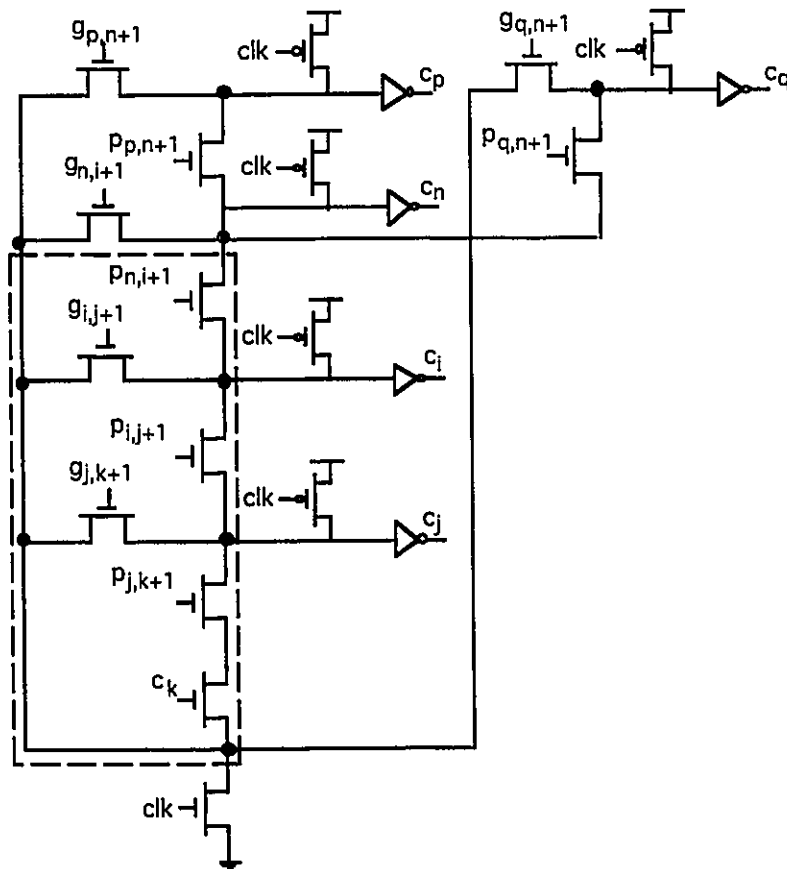 g_{p,n+1}
clk
c_p
g_{q,n+1}
clk
c_q
p_{p,n+1}
clk
p_{q,n+1}
g_{n,i+1}
c_n
p_{n,i+1}
g_{i,j+1}
clk
c_i
p_{i,j+1}
g_{j,k+1}
clk
c_j
p_{j,k+1}
c_k
clk